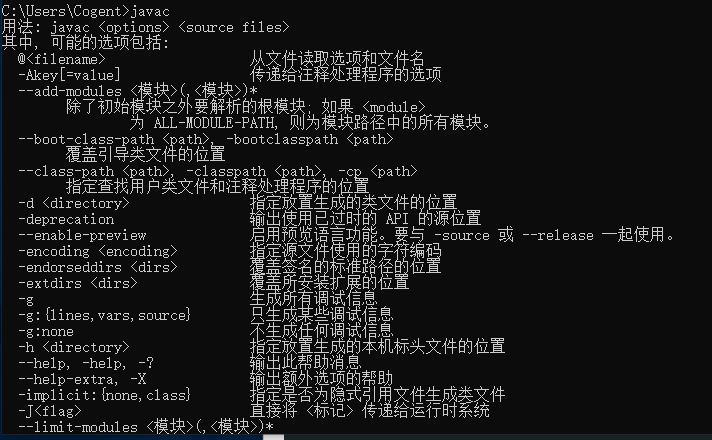 C:\Users\Cogent>javac
用法: javac <options> <source files>
其中, 可能的选项包括:
@<filename> 从文件读取选项和文件名
-Akey[=value] 传递给注释处理程序的选项
--add-modules <模块>(,<模块>)*
除了初始模块之外要解析的根模块; 如果 <module>
为 ALL-MODULE-PATH, 则为模块路径中的所有模块。
--boot-class-path <path>, -bootclasspath <path>
覆盖引导类文件的位置
--class-path <path>, -classpath <path>, -cp <path>
指定查找用户类文件和注释处理程序的位置
-d <directory> 指定放置生成的类文件的位置
-deprecation 输出使用已过时的 API 的源位置
--enable-preview 启用预览语言功能。要与 -source 或 --release 一起使用。
-encoding <encoding> 指定源文件使用的字符编码
-endorseddirs <dirs> 覆盖签名的标准路径的位置
-extdirs <dirs> 覆盖所安装扩展的位置
-g 生成所有调试信息
-g:{lines,vars,source} 只生成某些调试信息
-g:none 不生成任何调试信息
-h <directory> 指定放置生成的本机标头文件的位置
--help, -help, -? 输出此帮助消息
--help-extra, -X 输出额外选项的帮助
-implicit:{none,class} 指定是否为隐式引用文件生成类文件
-J<flag> 直接将 <标记> 传递给运行时系统
--limit-modules <模块>(,<模块>)*